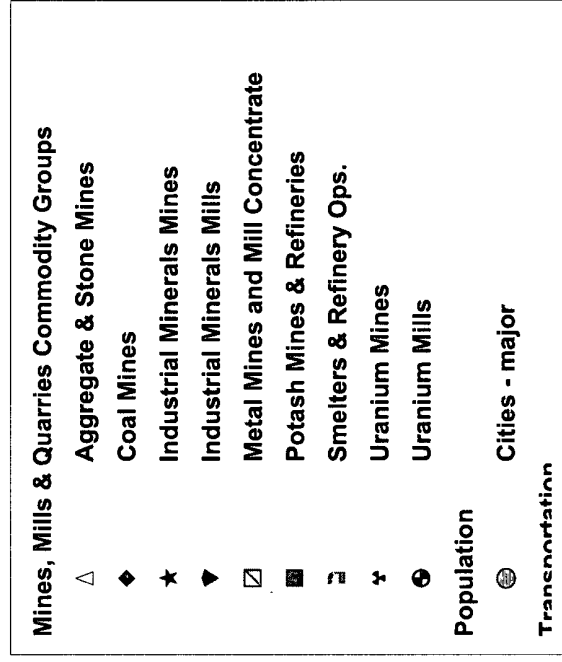 Mines, Mills & Quarries Commodity Groups
Aggregate & Stone Mines
Coal Mines
Industrial Minerals Mines
Industrial Minerals Mills
Metal Mines and Mill Concentrate
Potash Mines & Refineries
Smelters & Refinery Ops.
Uranium Mines
Uranium Mills
Population
Cities - major
Transportation